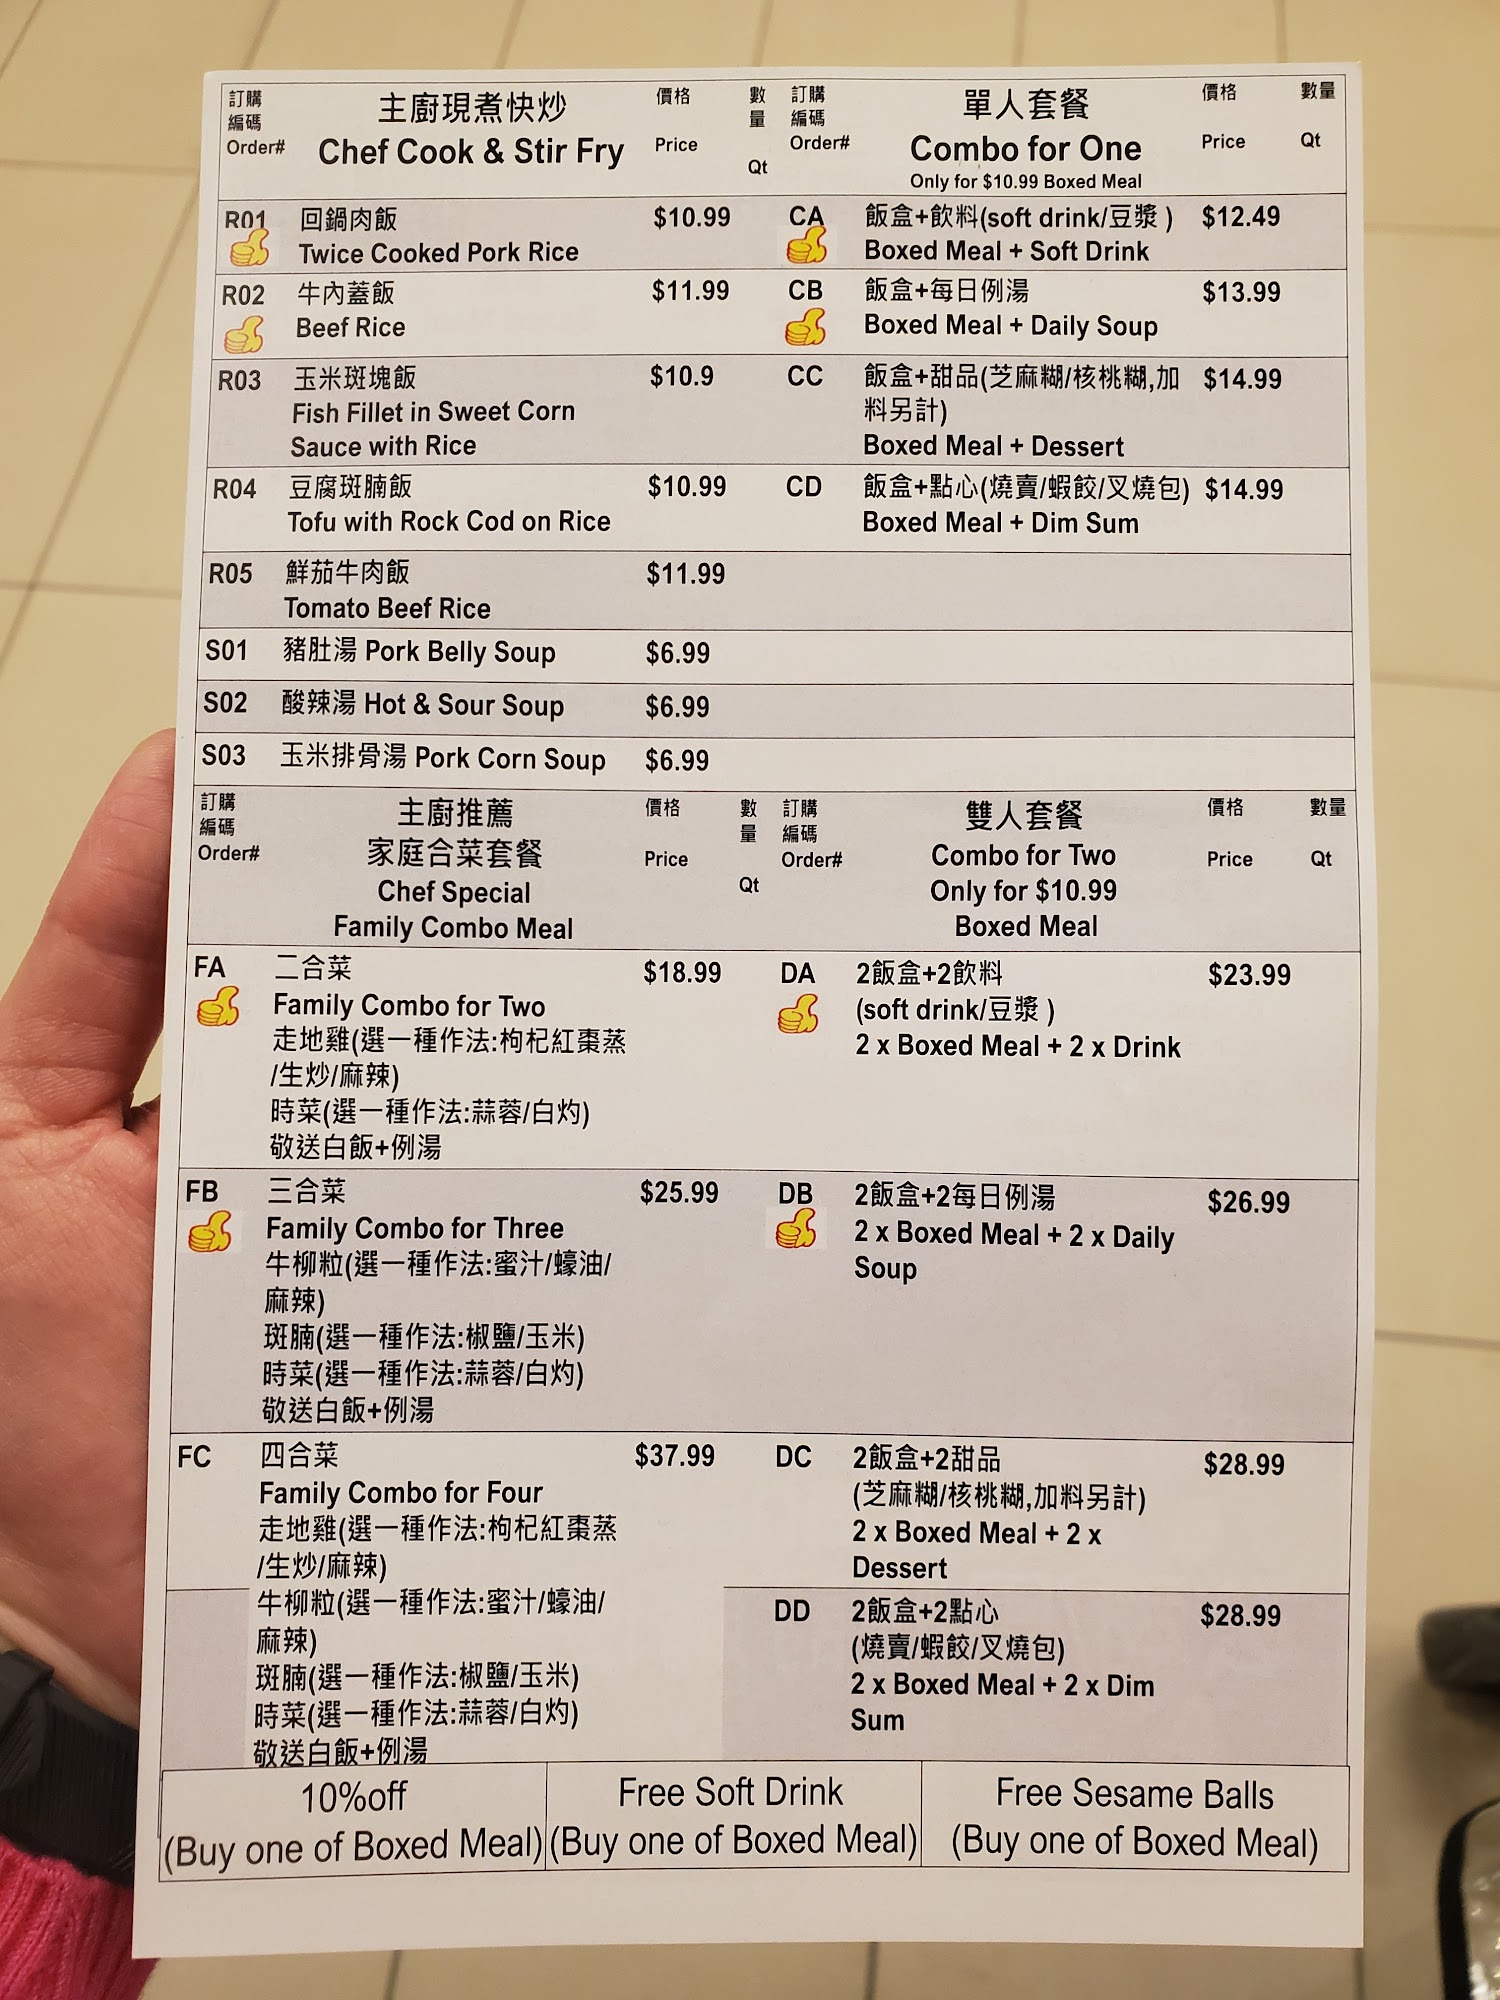 訂購
編碼
Order#
主廚現煮快炒
Chef Cook & Stir Fry
價格
Price
數
量
Qt
訂購
編碼
Order#
單人套餐
Combo for One
Only for $10.99 Boxed Meal
價格
Price
數量
Qt
R01 回鍋肉飯 $10.99
Twice Cooked Pork Rice
CA 飯盒+飲料(soft drink/豆漿 ) $12.49
Boxed Meal + Soft Drink
R02 牛內蓋飯 $11.99
Beef Rice
CB 飯盒+每日例湯 $13.99
Boxed Meal + Daily Soup
R03 玉米斑塊飯 $10.9
Fish Fillet in Sweet Corn
Sauce with Rice
CC 飯盒+甜品(芝麻糊/核桃糊,加 $14.99
料另計)
Boxed Meal + Dessert
R04 豆腐斑腩飯 $10.99
Tofu with Rock Cod on Rice
CD 飯盒+點心(燒賣/蝦餃/叉燒包) $14.99
Boxed Meal + Dim Sum
R05 鮮茄牛肉飯 $11.99
Tomato Beef Rice
S01 豬肚湯 Pork Belly Soup $6.99
S02 酸辣湯 Hot & Sour Soup $6.99
S03 玉米排骨湯 Pork Corn Soup $6.99
訂購
編碼
Order#
主廚推薦
家庭合菜套餐
Chef Special
Family Combo Meal
價格
Price
數
量
Qt
訂購
編碼
Order#
雙人套餐
Combo for Two
Only for $10.99
Boxed Meal
價格
Price
數量
Qt
FA 二合菜 $18.99
Family Combo for Two
走地雞(選一種作法:枸杞紅棗蒸
/生炒/麻辣)
時菜(選一種作法:蒜蓉/白灼)
敬送白飯+例湯
DA 2飯盒+2飲料 $23.99
(soft drink/豆漿 )
2 x Boxed Meal + 2 x Drink
FB 三合菜 $25.99
Family Combo for Three
牛柳粒(選一種作法:蜜汁/蠔油/
麻辣)
斑腩(選一種作法:椒鹽/玉米)
時菜(選一種作法:蒜蓉/白灼)
敬送白飯+例湯
DB 2飯盒+2每日例湯 $26.99
2 x Boxed Meal + 2 x Daily
Soup
FC 四合菜 $37.99
Family Combo for Four
走地雞(選一種作法:枸杞紅棗蒸
/生炒/麻辣)
牛柳粒(選一種作法:蜜汁/蠔油/
麻辣)
斑腩(選一種作法:椒鹽/玉米)
時菜(選一種作法:蒜蓉/白灼)
敬送白飯+例湯
DC 2飯盒+2甜品 $28.99
(芝麻糊/核桃糊,加料另計)
2 x Boxed Meal + 2 x
Dessert
DD 2飯盒+2點心 $28.99
(燒賣/蝦餃/叉燒包)
2 x Boxed Meal + 2 x Dim
Sum
10%off
(Buy one of Boxed Meal)
Free Soft Drink
(Buy one of Boxed Meal)
Free Sesame Balls
(Buy one of Boxed Meal)